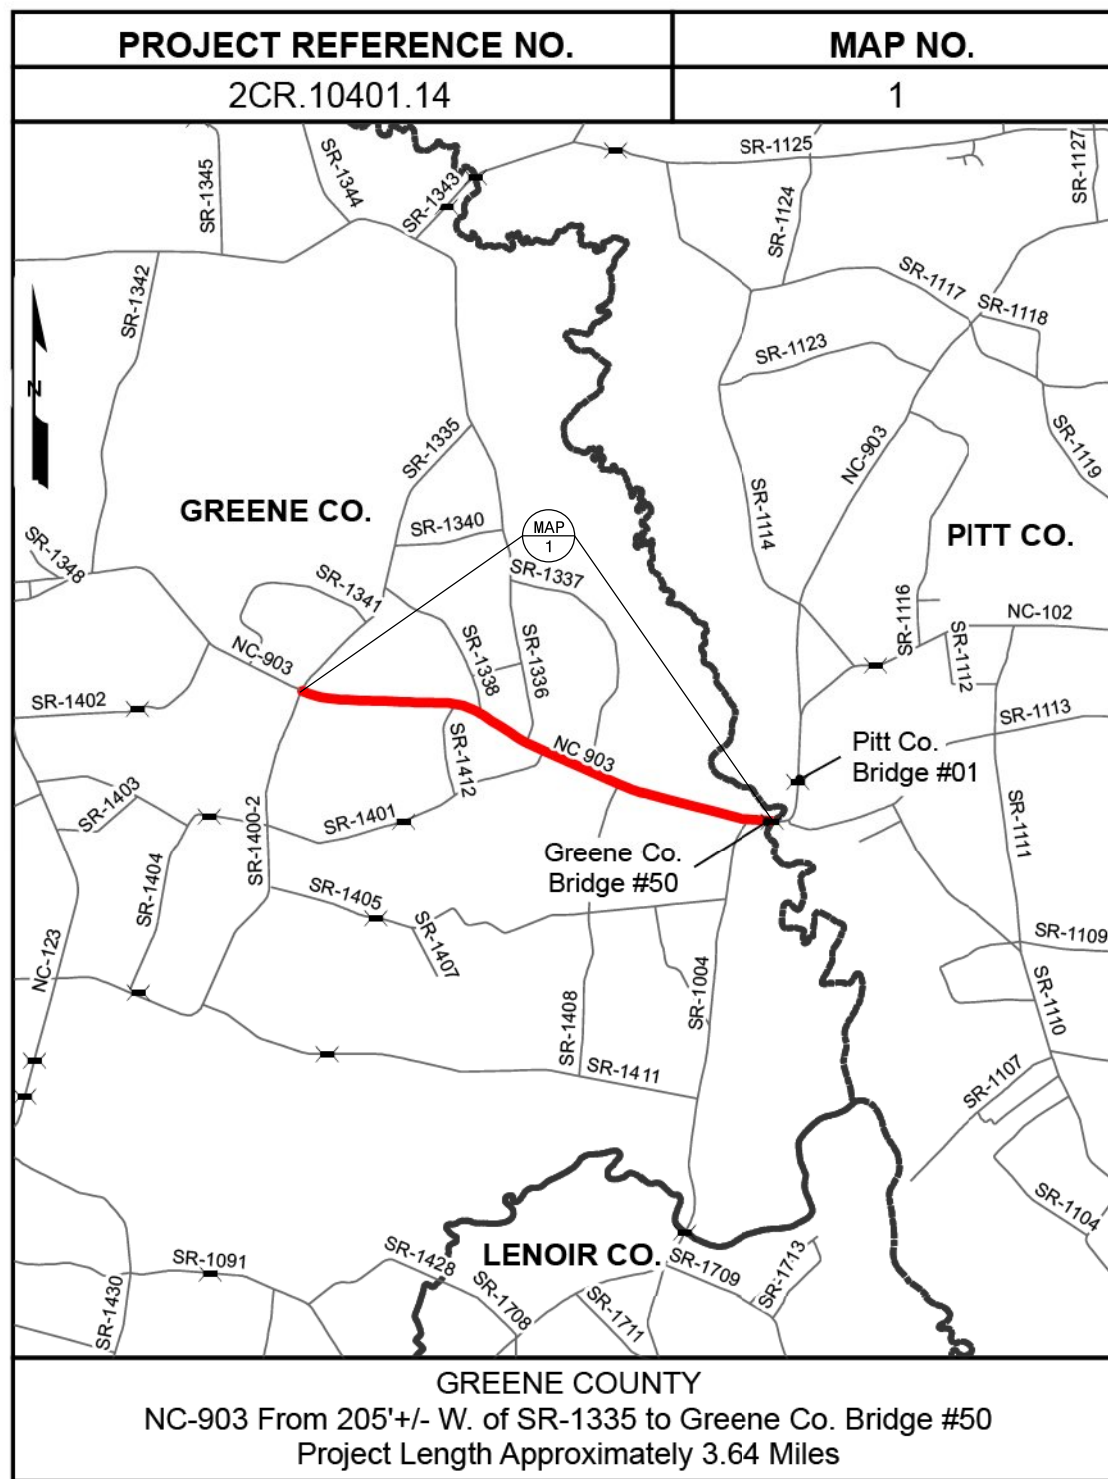 PROJECT REFERENCE NO.
MAP NO.
2CR.10401.14
1
SR-1345
SR-1344
SR-1343
SR-1125
SR-1127
SR-1124
SR-1342
SR-1117
SR-1118
SR-1123
N
SR-1335
NC-903
SR-1119
GREENE CO.
SR-1340
MAP
1
SR-1114
PITT CO.
SR-1348
SR-1341
SR-1337
SR-1116
NC-102
NC-903
SR-1338
SR-1336
SR-1112
SR-1402
SR-1113
SR-1412
NC 903
Pitt Co.
Bridge #01
SR-1403
SR-1400-2
SR-1401
SR-1111
Greene Co.
Bridge #50
SR-1404
SR-1405
SR-1407
SR-1109
NC-123
SR-1004
SR-1408
SR-1110
SR-1411
SR-1107
SR-1104
SR-1091
SR-1428
LENOIR CO.
SR-1709
SR-1713
SR-1430
SR-1708
SR-1711
GREENE COUNTY
NC-903 From 205'+/- W. of SR-1335 to Greene Co. Bridge #50
Project Length Approximately 3.64 Miles